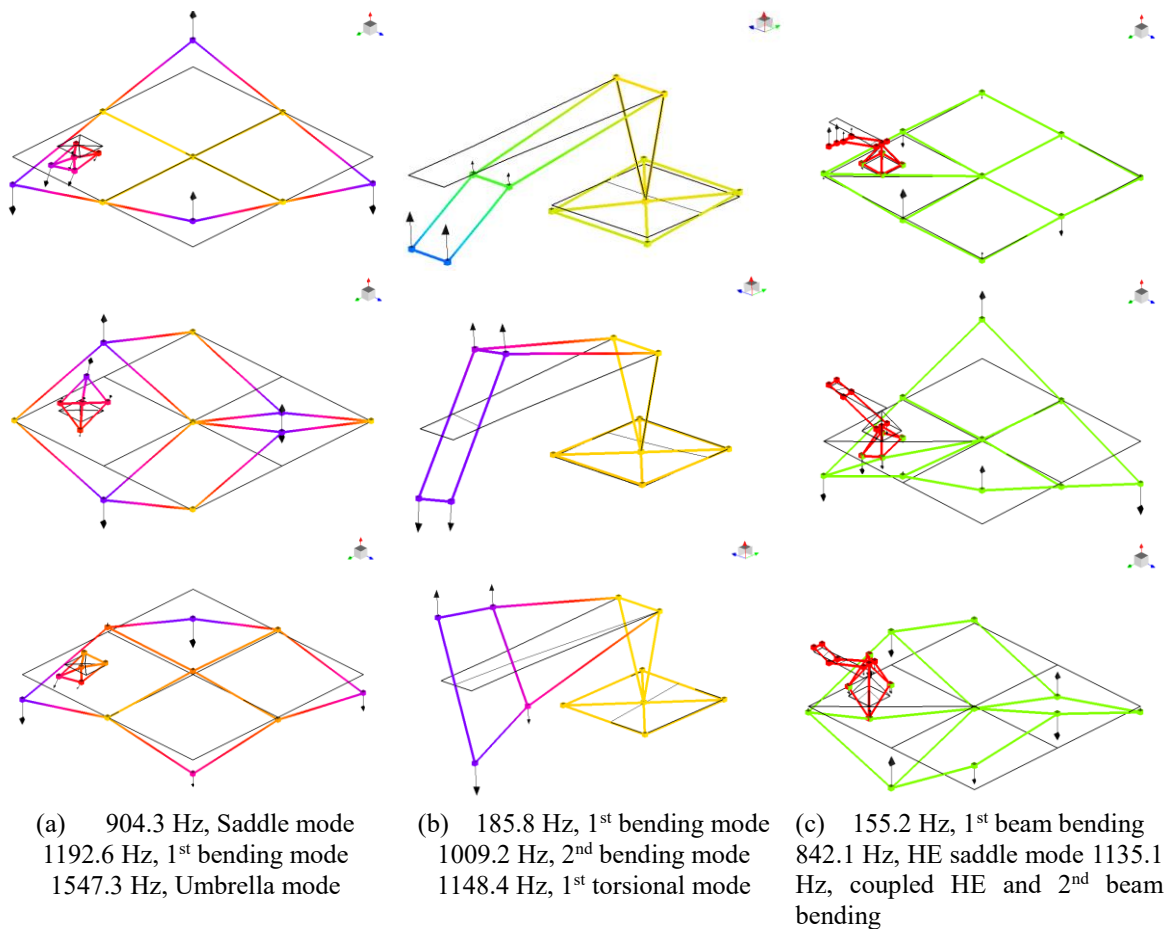 (a) 904.3 Hz, Saddle mode
1192.6 Hz, 1st bending mode
1547.3 Hz, Umbrella mode
(b) 185.8 Hz, 1st bending mode
1009.2 Hz, 2nd bending mode
1148.4 Hz, 1st torsional mode
(c) 155.2 Hz, 1st beam bending
842.1 Hz, HE saddle mode 1135.1
Hz, coupled HE and 2nd beam
bending